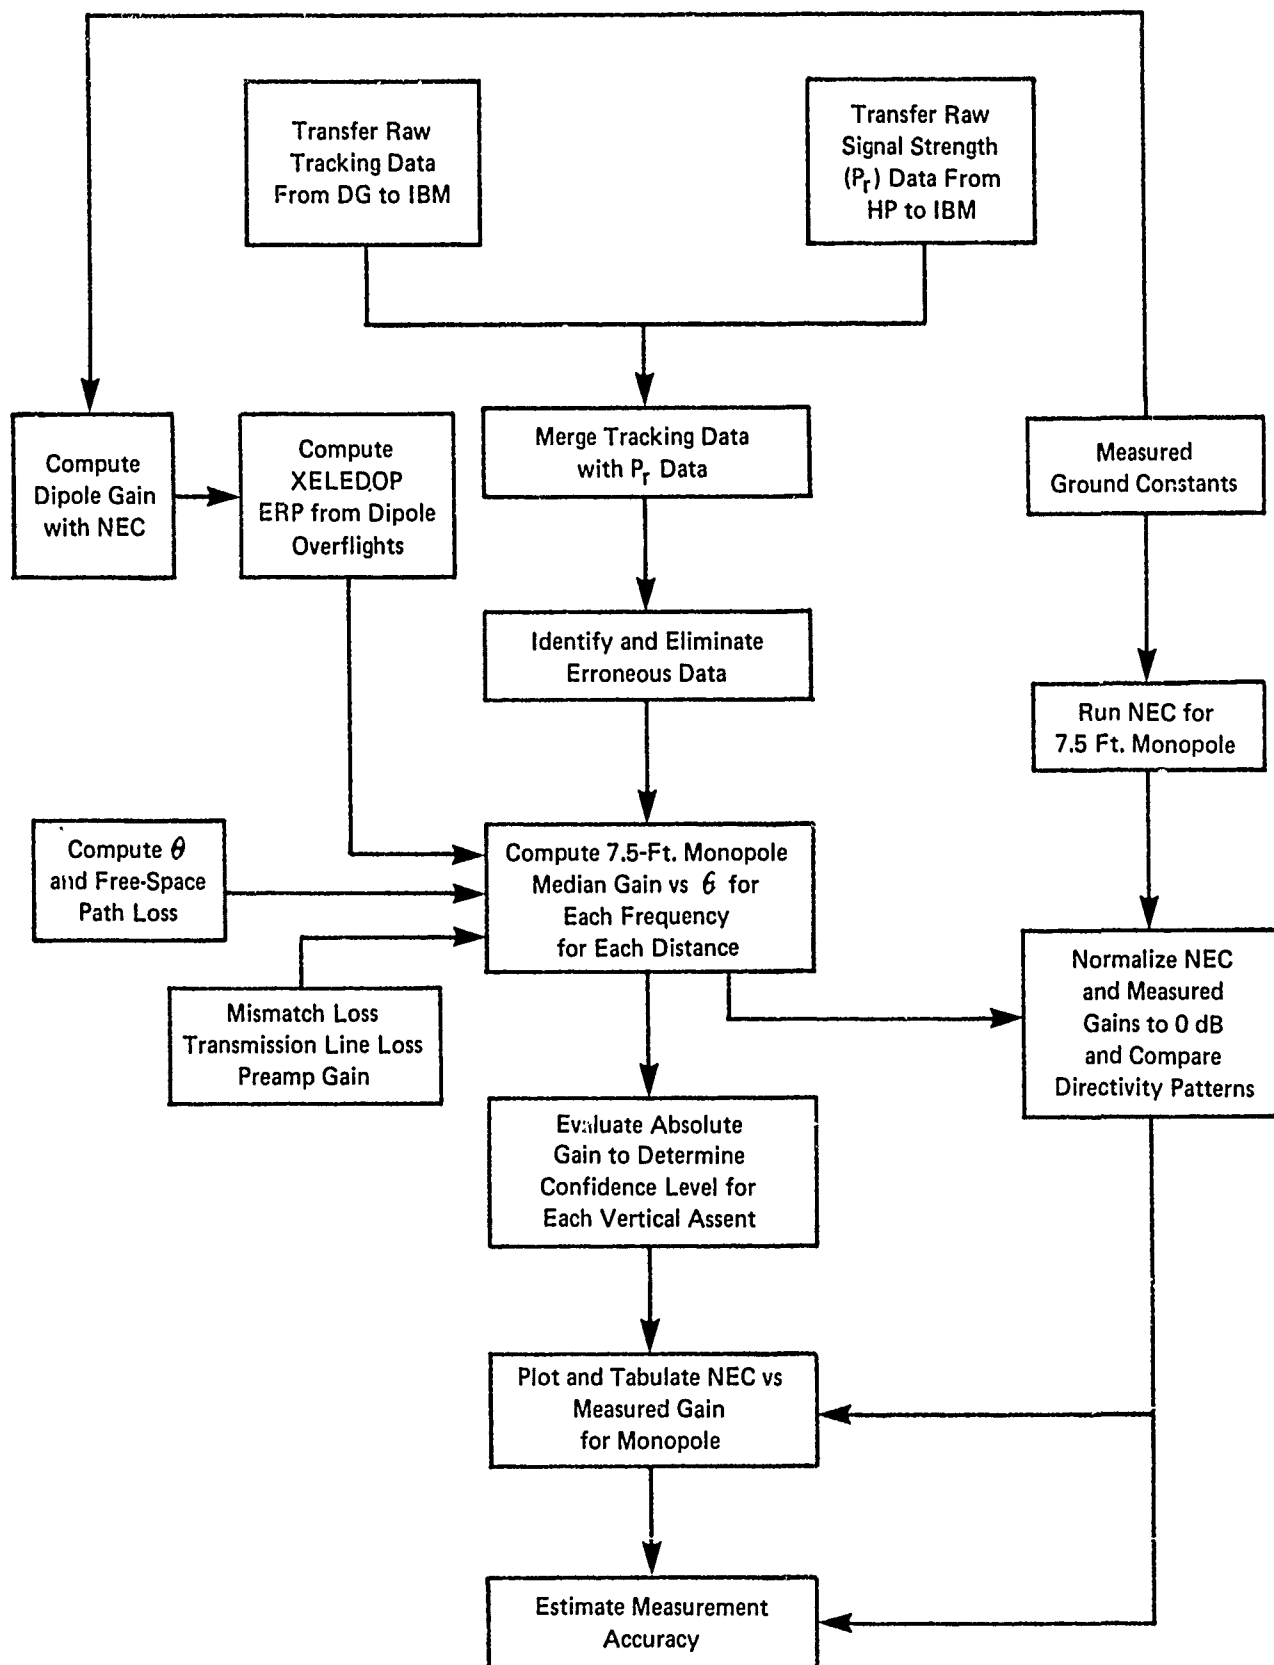 Transfer Raw
Tracking Data
From DG to IBM
Transfer Raw
Signal Strength
(Pr) Data From
HP to IBM
Compute
Dipole Gain
with NEC
Compute
XELEDOP
ERP from Dipole
Overflights
Merge Tracking Data
with Pr Data
Measured
Ground Constants
Identify and Eliminate
Erroneous Data
Run NEC for
7.5 Ft. Monopole
Compute θ
and Free-Space
Path Loss
Compute 7.5-Ft. Monopole
Median Gain vs θ for
Each Frequency
for Each Distance
Mismatch Loss
Transmission Line Loss
Preamp Gain
Normalize NEC
and Measured
Gains to 0 dB
and Compare
Directivity Patterns
Evaluate Absolute
Gain to Determine
Confidence Level for
Each Vertical Assent
Plot and Tabulate NEC vs
Measured Gain
for Monopole
Estimate Measurement
Accuracy